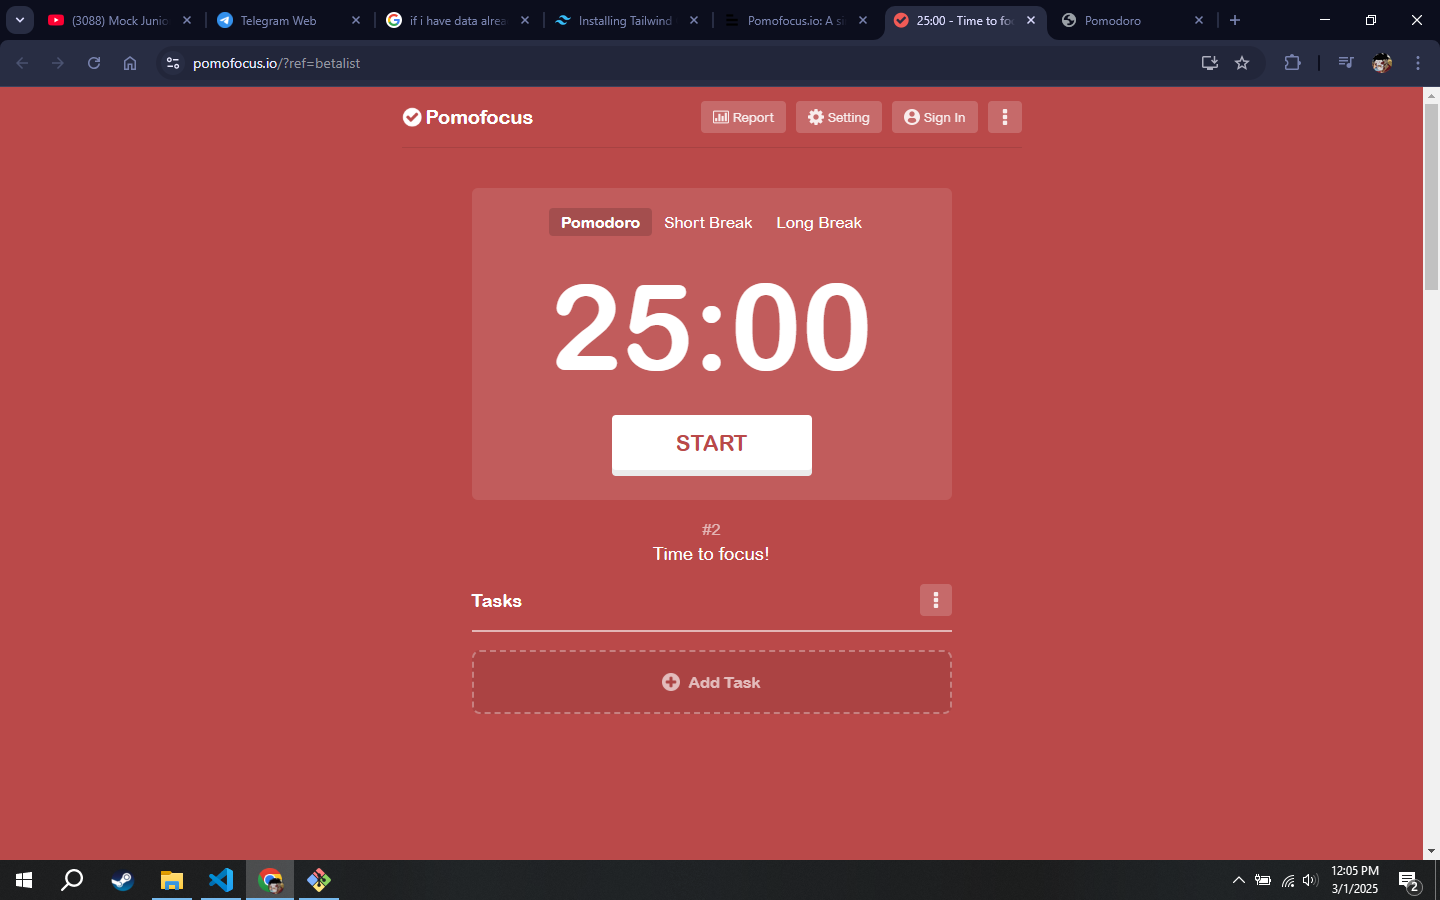 (3088) Mock Junio
Telegram Web
if i have data alrea
Installing Tailwind
Pomofocus.io: A si
25:00 - Time to foc
Pomodoro
pomofocus.io/?ref=betalist
Pomofocus
Report
Setting
Sign In
Pomodoro
Short Break
Long Break
25:00
START
#2
Time to focus!
Tasks
Add Task
12:05 PM
3/1/2025
2